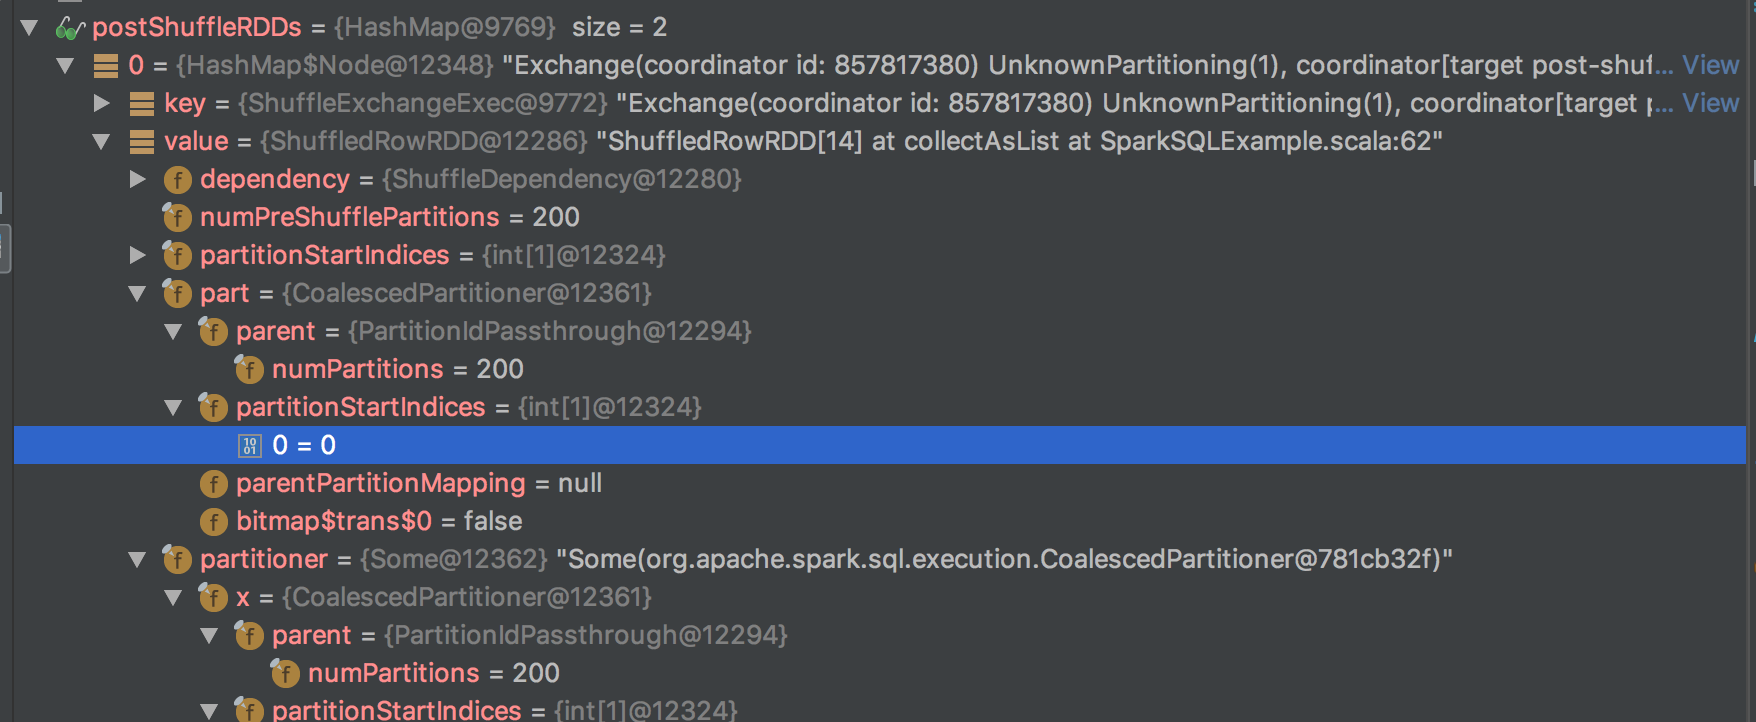 postShuffleRDDs = {HashMap@9769} size = 2
0 = {HashMap$Node@12348} "Exchange(coordinator id: 857817380) UnknownPartitioning(1), coordinator[target post-shuf... View
key = {ShuffleExchangeExec@9772} "Exchange(coordinator id: 857817380) UnknownPartitioning(1), coordinator[target p... View
value = {ShuffledRowRDD@12286} "ShuffledRowRDD[14] at collectAsList at SparkSQLExample.scala:62"
f dependency = {ShuffleDependency@12280}
f numPreShufflePartitions = 200
f partitionStartIndices = {int[1]@12324}
f part = {CoalescedPartitioner@12361}
f parent = {PartitionIdPassthrough@12294}
f numPartitions = 200
f partitionStartIndices = {int[1]@12324}
10 01 0 = 0
f parentPartitionMapping = null
f bitmap$trans$0 = false
f partitioner = {Some@12362} "Some(org.apache.spark.sql.execution.CoalescedPartitioner@781cb32f)"
f x = {CoalescedPartitioner@12361}
f parent = {PartitionIdPassthrough@12294}
f numPartitions = 200
f partitionStartIndices = {int[1]@12324}